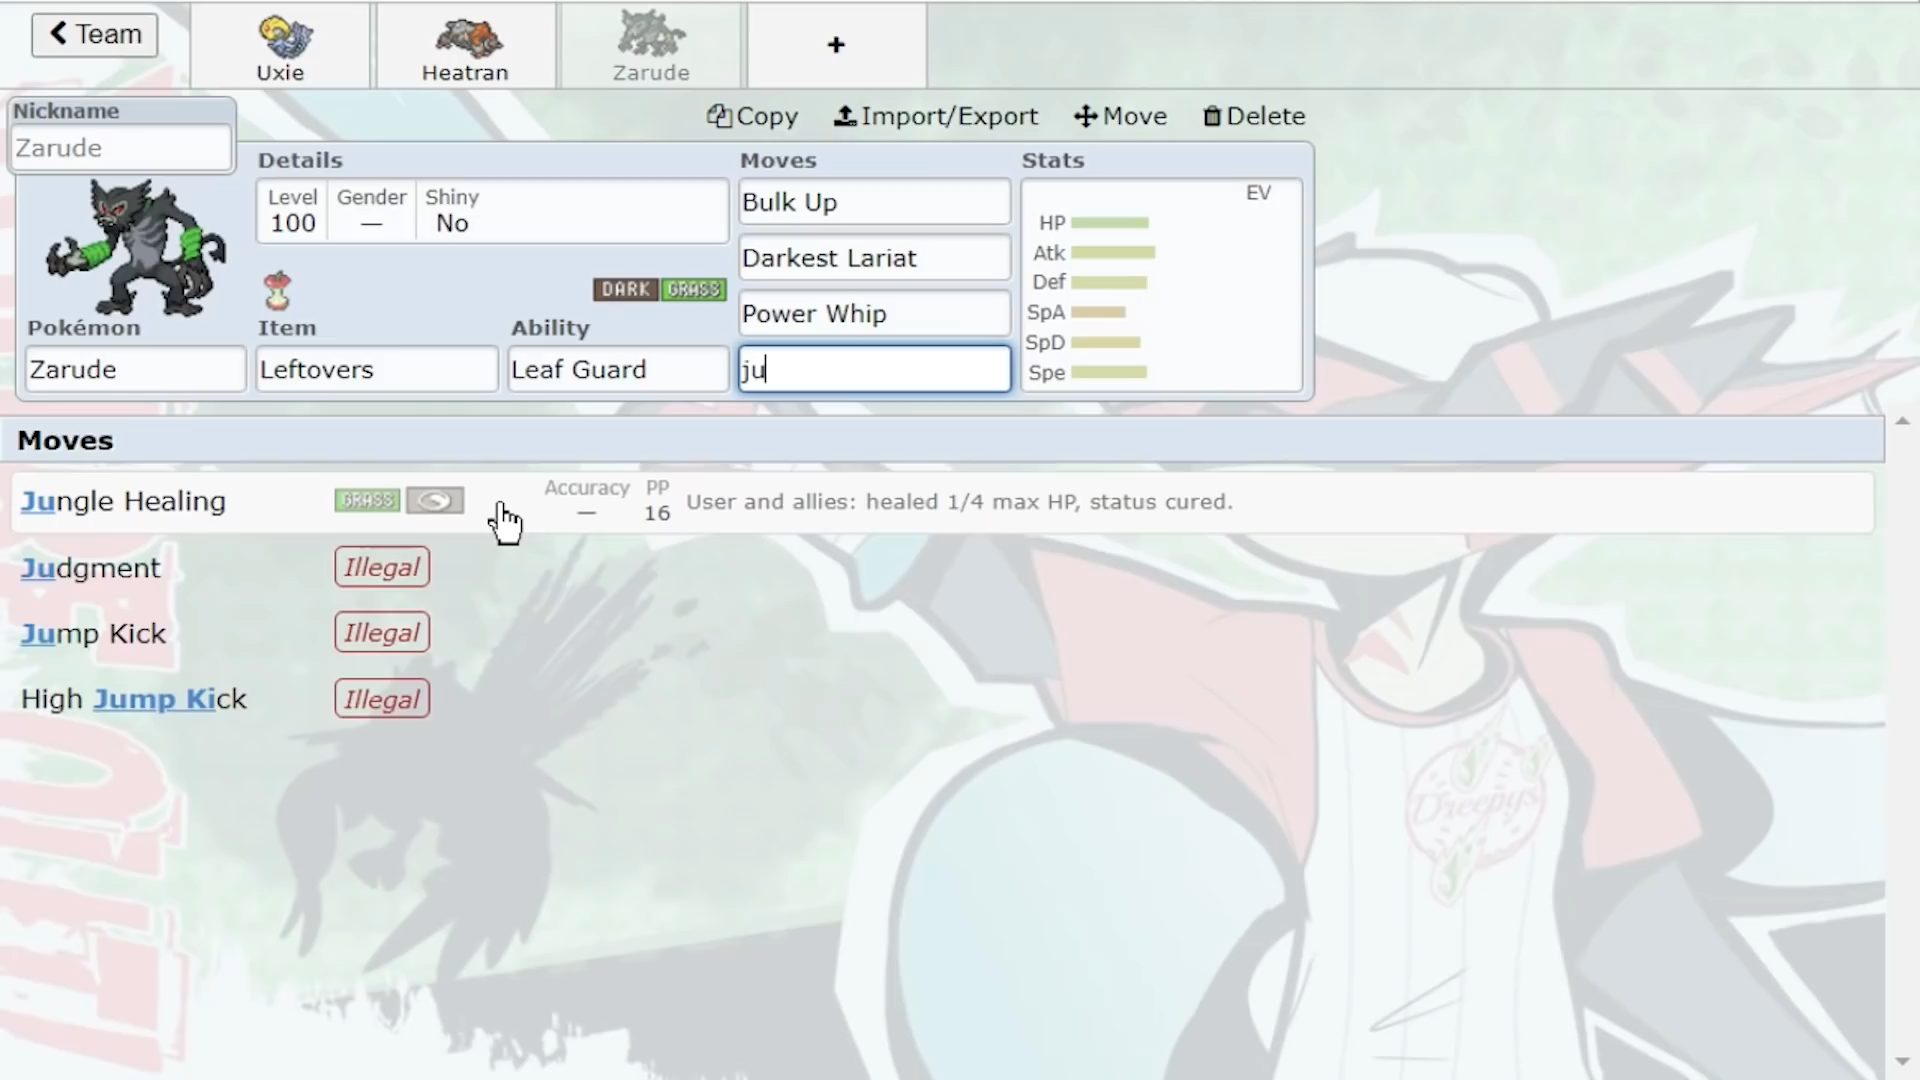 Team
Uxie
Heatran
Zarude
+
Nickname
Zarude
Copy
Import/Export
Move
Delete
Details
Level
100
Gender
—
Shiny
No
DARK GRASS
Pokémon
Zarude
Item
Leftovers
Ability
Leaf Guard
Moves
Bulk Up
Darkest Lariat
Power Whip
ju
Stats
EV
HP
Atk
Def
SpA
SpD
Spe
Moves
Jungle Healing GRASS Accuracy — PP 16 User and allies: healed 1/4 max HP, status cured.
Judgment Illegal
Jump Kick Illegal
High Jump Kick Illegal
Dreepy's